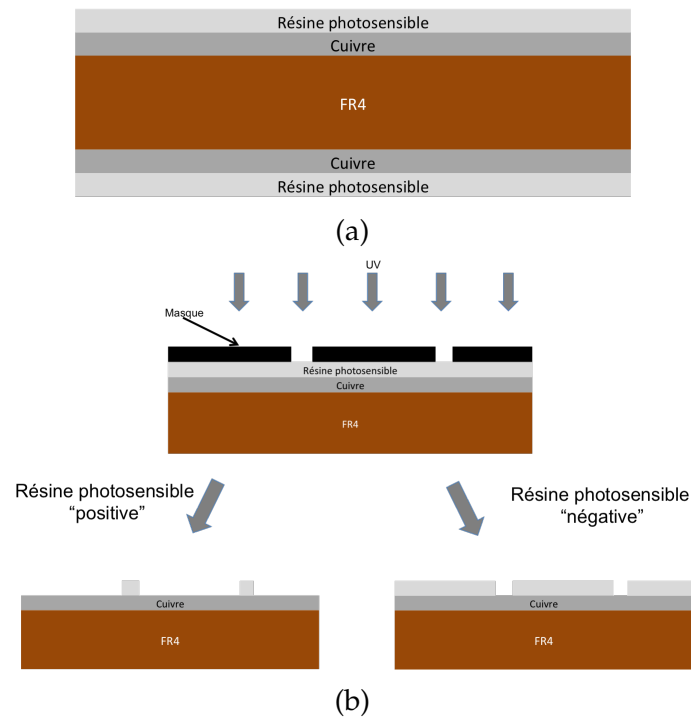 Résine photosensible
Cuivre
FR4
Cuivre
Résine photosensible
(a)
UV
Masque
Résine photosensible
Cuivre
FR4
Résine photosensible
“positive”
Résine photosensible
“négative”
Cuivre
FR4
Cuivre
FR4
(b)